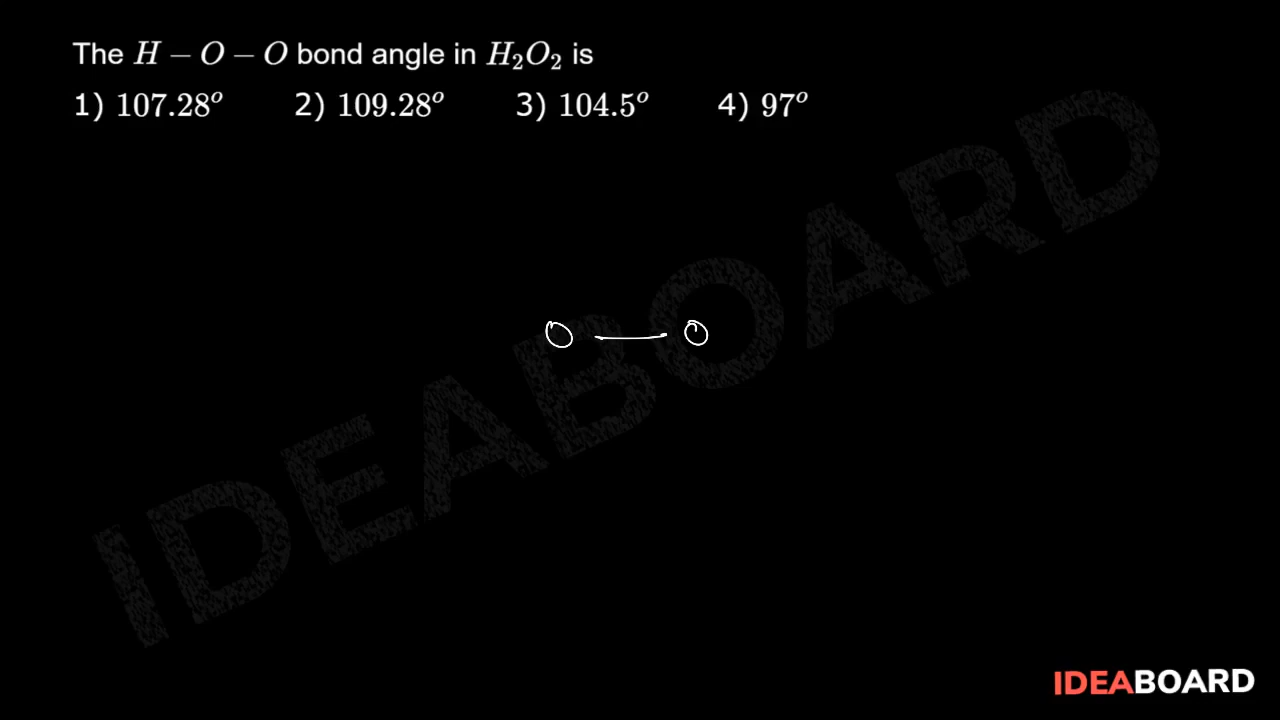 The H − O − O bond angle in H₂O₂ is
1) 107.28° 2) 109.28° 3) 104.5° 4) 97°
O — O
IDEABOARD
IDEABOARD